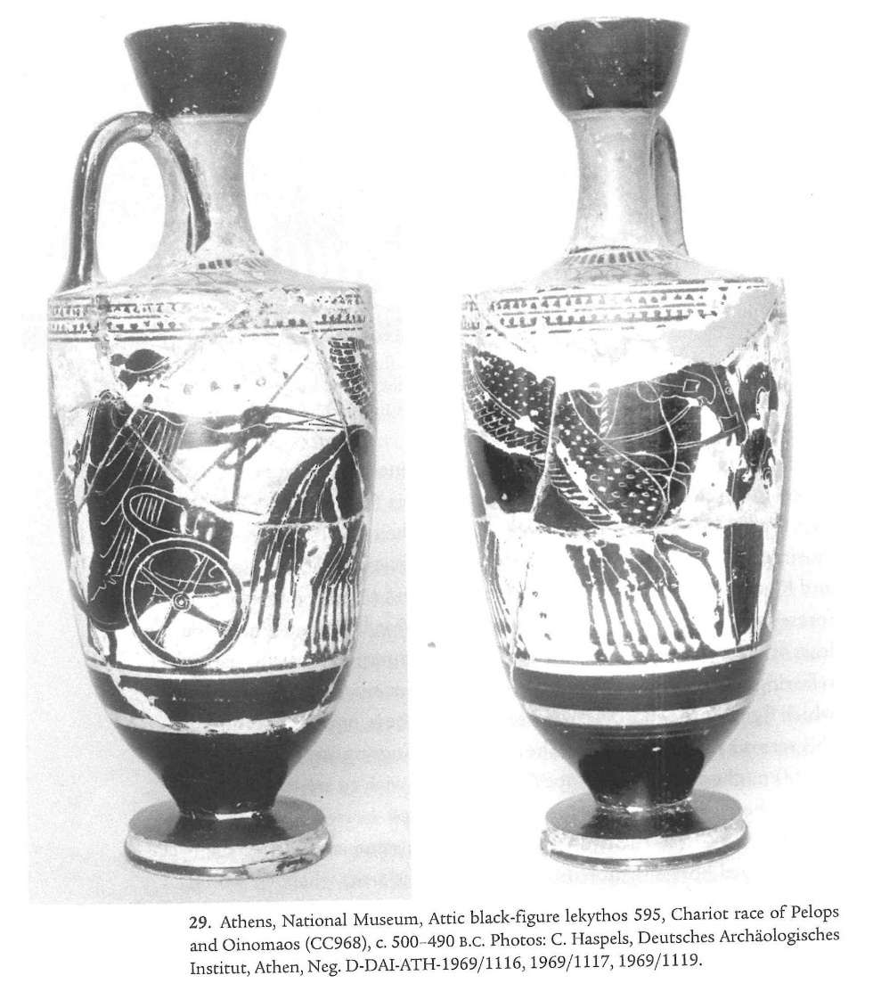 29. Athens, National Museum, Attic black-figure lekythos 595, Chariot race of Pelops
and Oinomaos (CC968), c. 500–490 B.C. Photos: C. Haspels, Deutsches Archäologisches
Institut, Athen, Neg. D-DAI-ATH-1969/1116, 1969/1117, 1969/1119.